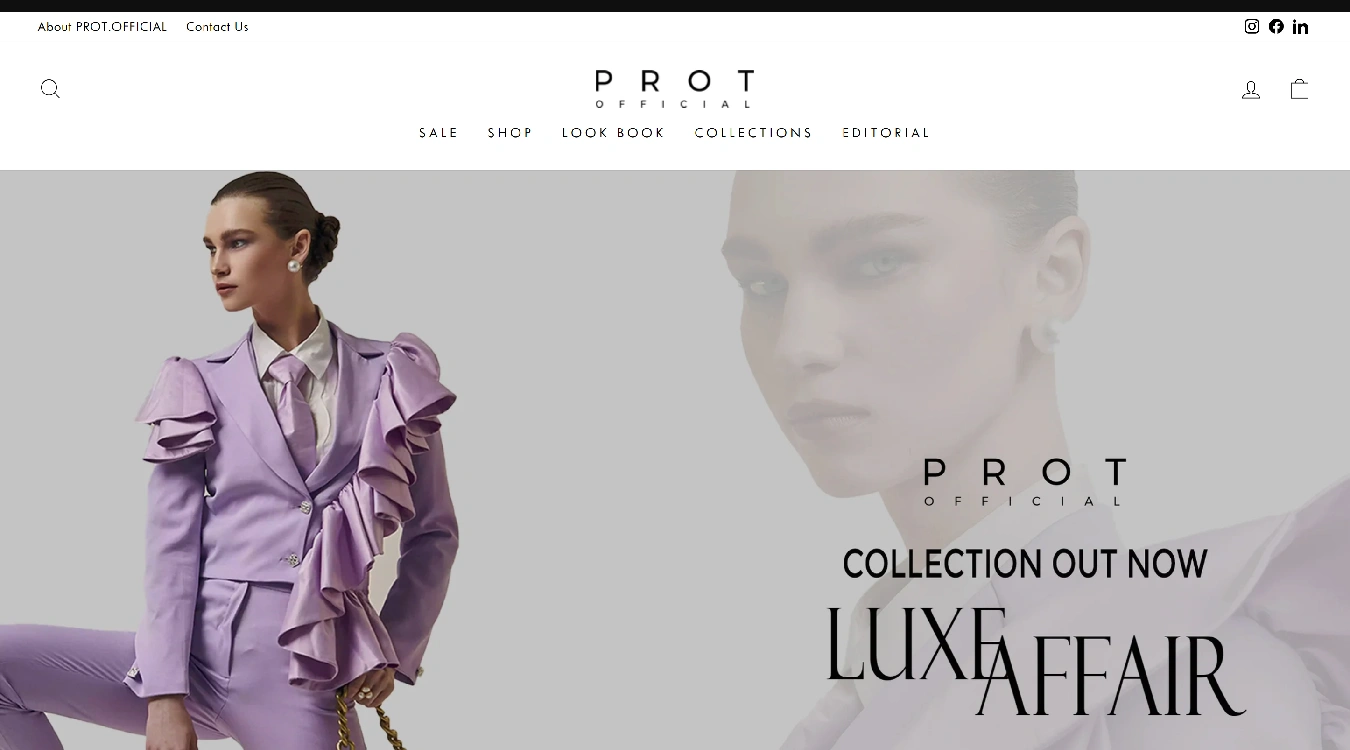 About PROT.OFFICIAL Contact Us
PROT
OFFICIAL
SALE SHOP LOOK BOOK COLLECTIONS EDITORIAL
PROT
OFFICIAL
COLLECTION OUT NOW
LUXE
AFFAIR